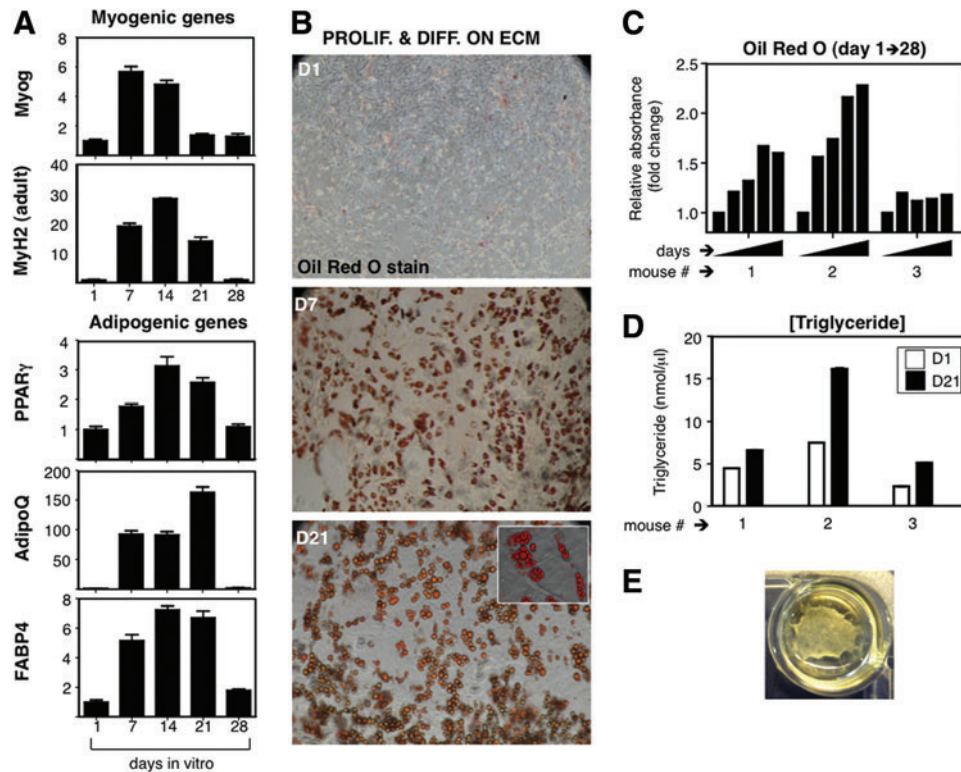 A
Myogenic genes
Myog
8
6
4
2
MyH2 (adult)
40
30
20
10
1 7 14 21 28
Adipogenic genes
PPARγ
4
3
2
1
AdipoQ
200
150
100
50
FABP4
8
6
4
2
1 7 14 21 28
days in vitro
B
PROLIF. & DIFF. ON ECM
D1
Oil Red O stain
D7
D21
C
Oil Red O (day 1➔28)
Relative absorbance
(fold change)
2.5
2.0
1.5
1.0
days ➔
mouse # ➔ 1 2 3
D
[Triglyceride]
Triglyceride (nmol/µl)
20
15
10
5
0
D1
D21
mouse # ➔ 1 2 3
E